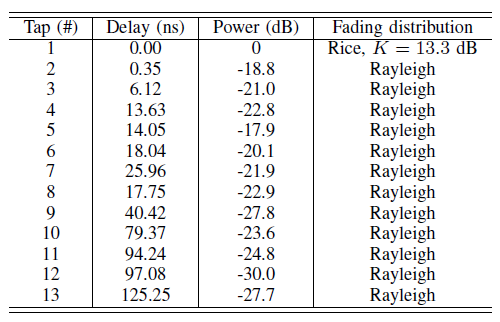 Tap (#) Delay (ns) Power (dB) Fading distribution
1 0.00 0 Rice, K = 13.3 dB
2 0.35 -18.8 Rayleigh
3 6.12 -21.0 Rayleigh
4 13.63 -22.8 Rayleigh
5 14.05 -17.9 Rayleigh
6 18.04 -20.1 Rayleigh
7 25.96 -21.9 Rayleigh
8 17.75 -22.9 Rayleigh
9 40.42 -27.8 Rayleigh
10 79.37 -23.6 Rayleigh
11 94.24 -24.8 Rayleigh
12 97.08 -30.0 Rayleigh
13 125.25 -27.7 Rayleigh